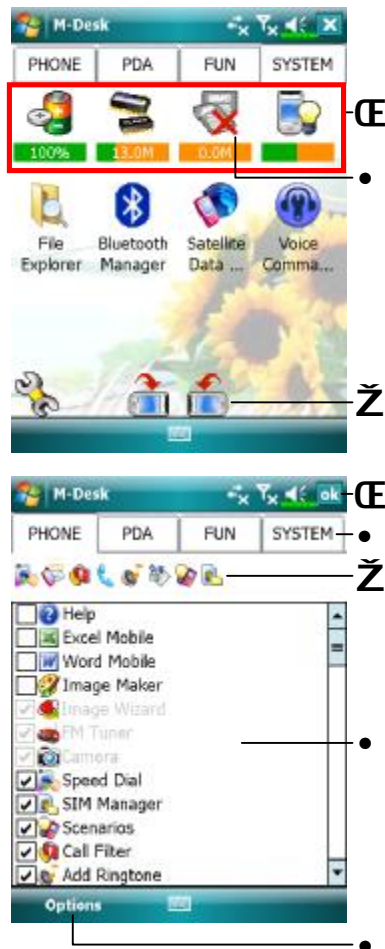 M-Desk
PHONE PDA FUN SYSTEM
Œ
100% 13.0M 0.0M
•
File Explorer
Bluetooth Manager
Satellite Data ...
Voice Comma...
Ž
M-Desk ok
Œ
PHONE PDA FUN SYSTEM
•
Ž
Help
Excel Mobile
Word Mobile
Image Maker
Image Wizard
FM Tuner
•
Camera
Speed Dial
SIM Manager
Scenarios
Call Filter
Add Ringtone
Options
•